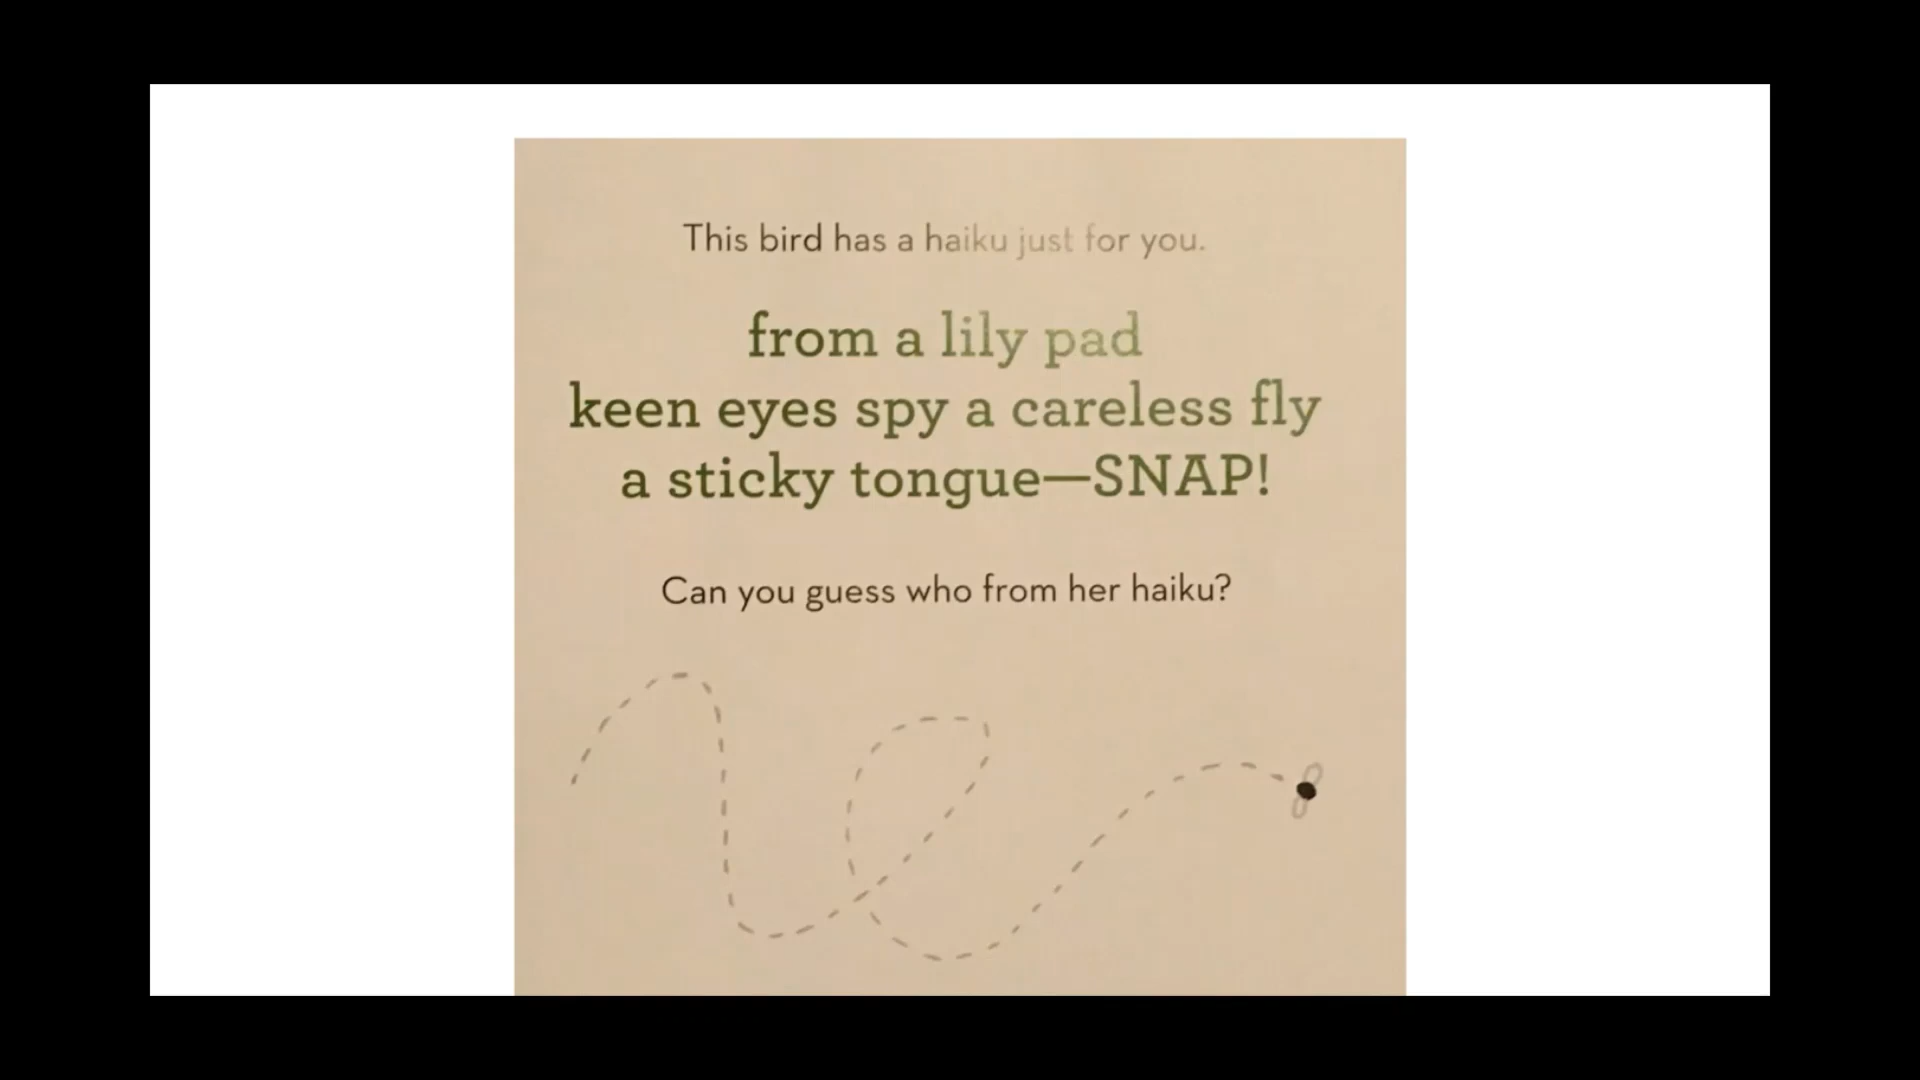 This bird has a haiku just for you.
from a lily pad
keen eyes spy a careless fly
a sticky tongue—SNAP!
Can you guess who from her haiku?